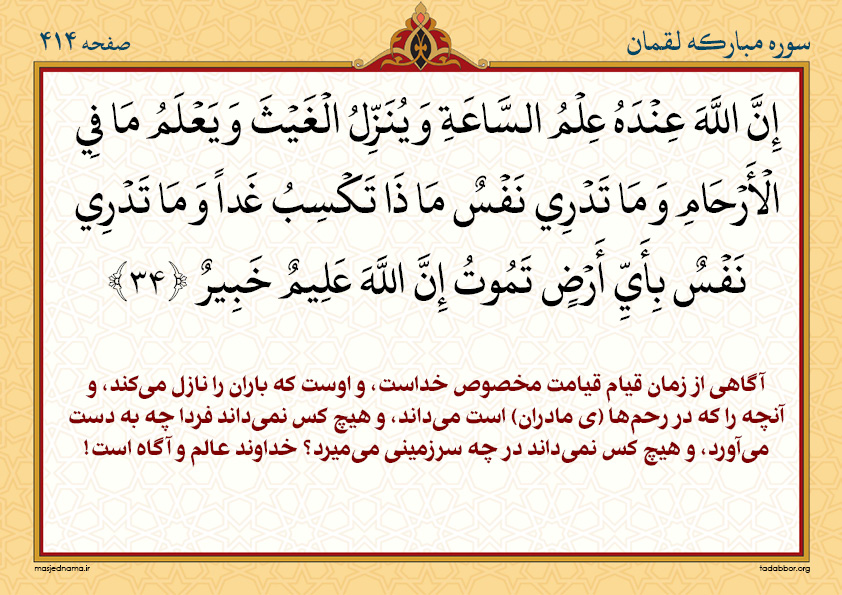 سوره مبارکه لقمان
صفحه ۴۱۴
إِنَّ اللَّهَ عِنْدَهُ عِلْمُ السَّاعَةِ وَ يُنَزِّلُ الْغَيْثَ وَ يَعْلَمُ مَا فِي
الْأَرْحَامِ وَ مَا تَدْرِي نَفْسٌ مَا ذَا تَكْسِبُ غَداً وَ مَا تَدْرِي
نَفْسٌ بِأَيِّ أَرْضٍ تَمُوتُ إِنَّ اللَّهَ عَلِيمٌ خَبِيرٌ ﴿۳۴﴾
آگاهی از زمان قیام قیامت مخصوص خداست، و اوست که باران را نازل می‌کند، و
آنچه را که در رحم‌ها (ی مادران) است می‌داند، و هیچ کس نمی‌داند فردا چه به دست
می‌آورد، و هیچ کس نمی‌داند در چه سرزمینی می‌میرد؟ خداوند عالم و آگاه است!
masjednama.ir
tadabbor.org